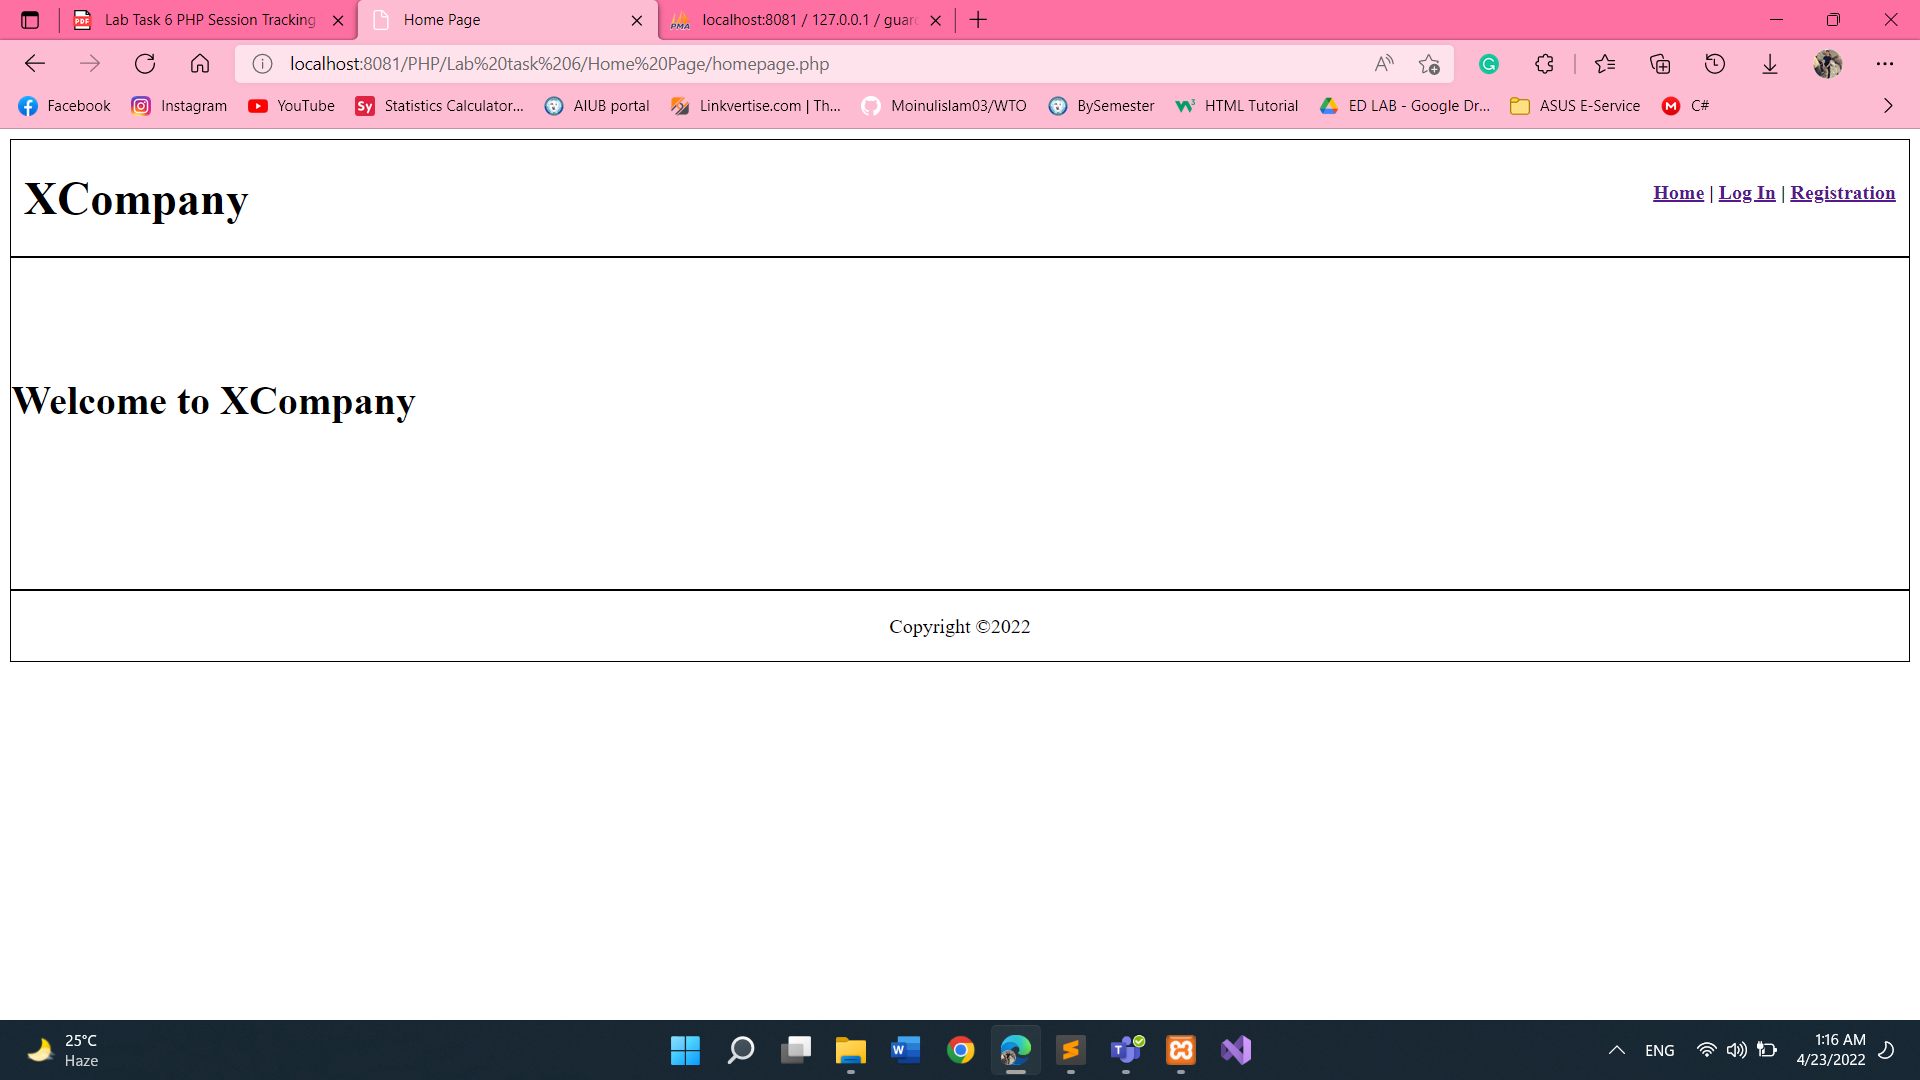 Lab Task 6 PHP Session Tracking
Home Page
localhost:8081 / 127.0.0.1 / guar
localhost:8081/PHP/Lab%20task%206/Home%20Page/homepage.php
Facebook
Instagram
YouTube
Statistics Calculator...
AIUB portal
Linkvertise.com | Th...
Moinulislam03/WTO
BySemester
HTML Tutorial
ED LAB - Google Dr...
ASUS E-Service
C#
XCompany
Home | Log In | Registration
Welcome to XCompany
Copyright ©2022
25°C
Haze
ENG
1:16 AM
4/23/2022